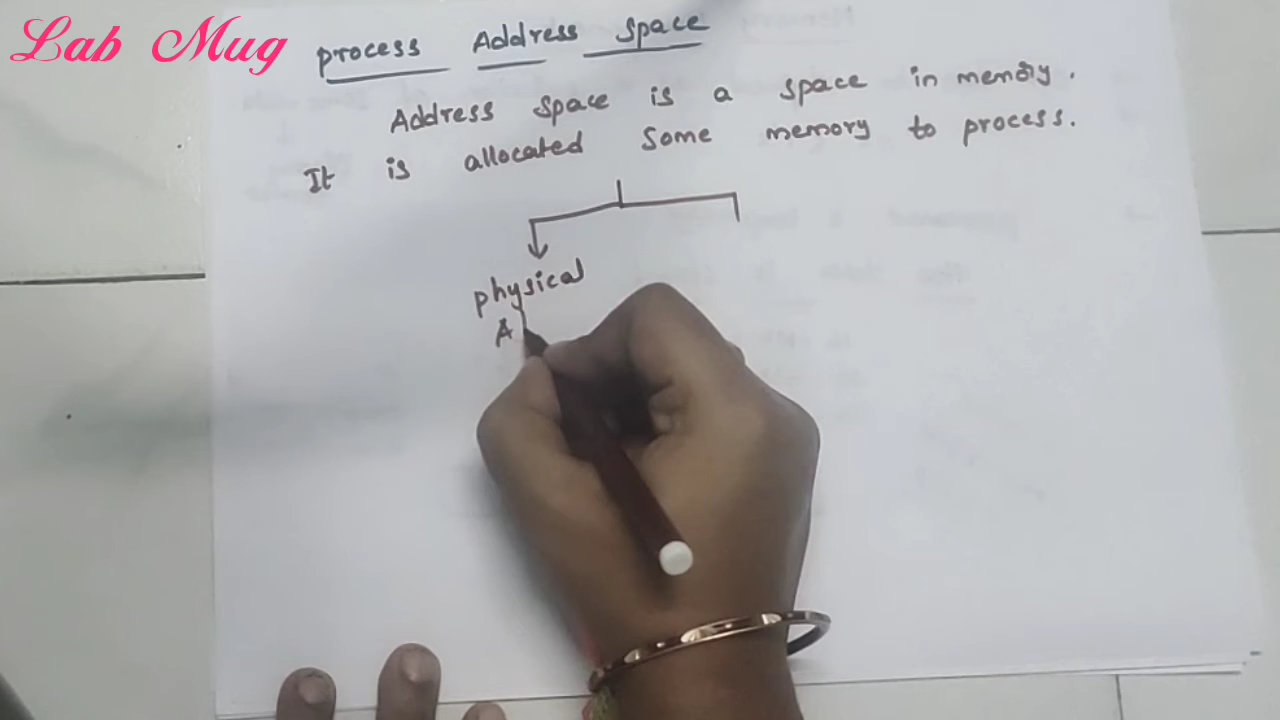 Lab Mug
process Address Space
Address space is a space in memory.
It is allocated some memory to process.
physical
A